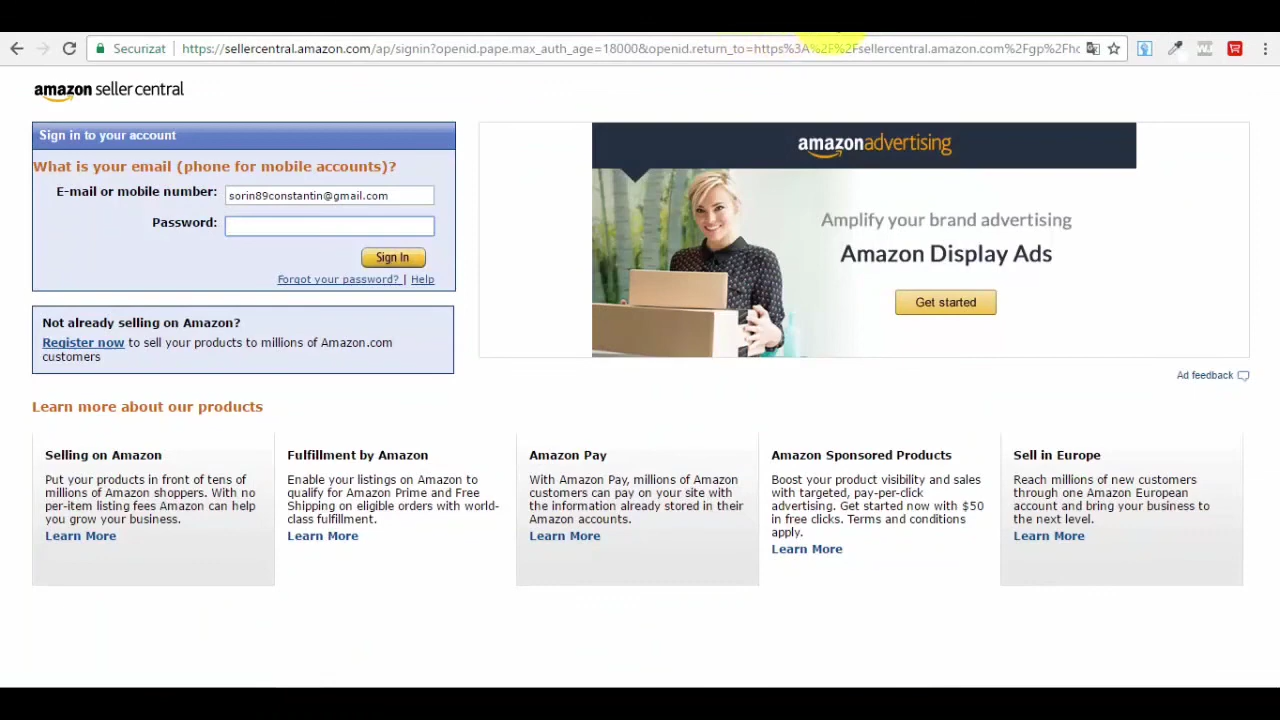 Securizat
https://sellercentral.amazon.com/ap/signin?openid.pape.max_auth_age=18000&openid.return_to=https%3A%2F%2Fsellercentral.amazon.com%2Fgp%2Fhc
amazon seller central
Sign in to your account
What is your email (phone for mobile accounts)?
E-mail or mobile number:
sorin89constantin@gmail.com
Password:
Sign In
Forgot your password? | Help
Not already selling on Amazon?
Register now to sell your products to millions of Amazon.com
customers
amazonadvertising
Amplify your brand advertising
Amazon Display Ads
Get started
Ad feedback
Learn more about our products
Selling on Amazon
Put your products in front of tens of
millions of Amazon shoppers. With no
per-item listing fees Amazon can help
you grow your business.
Learn More
Fulfillment by Amazon
Enable your listings on Amazon to
qualify for Amazon Prime and Free
Shipping on eligible orders with world-
class fulfillment.
Learn More
Amazon Pay
With Amazon Pay, millions of Amazon
customers can pay on your site with
the information already stored in their
Amazon accounts.
Learn More
Amazon Sponsored Products
Boost your product visibility and sales
with targeted, pay-per-click
advertising. Get started now with $50
in free clicks. Terms and conditions
apply.
Learn More
Sell in Europe
Reach millions of new customers
through one Amazon European
account and bring your business to
the next level.
Learn More